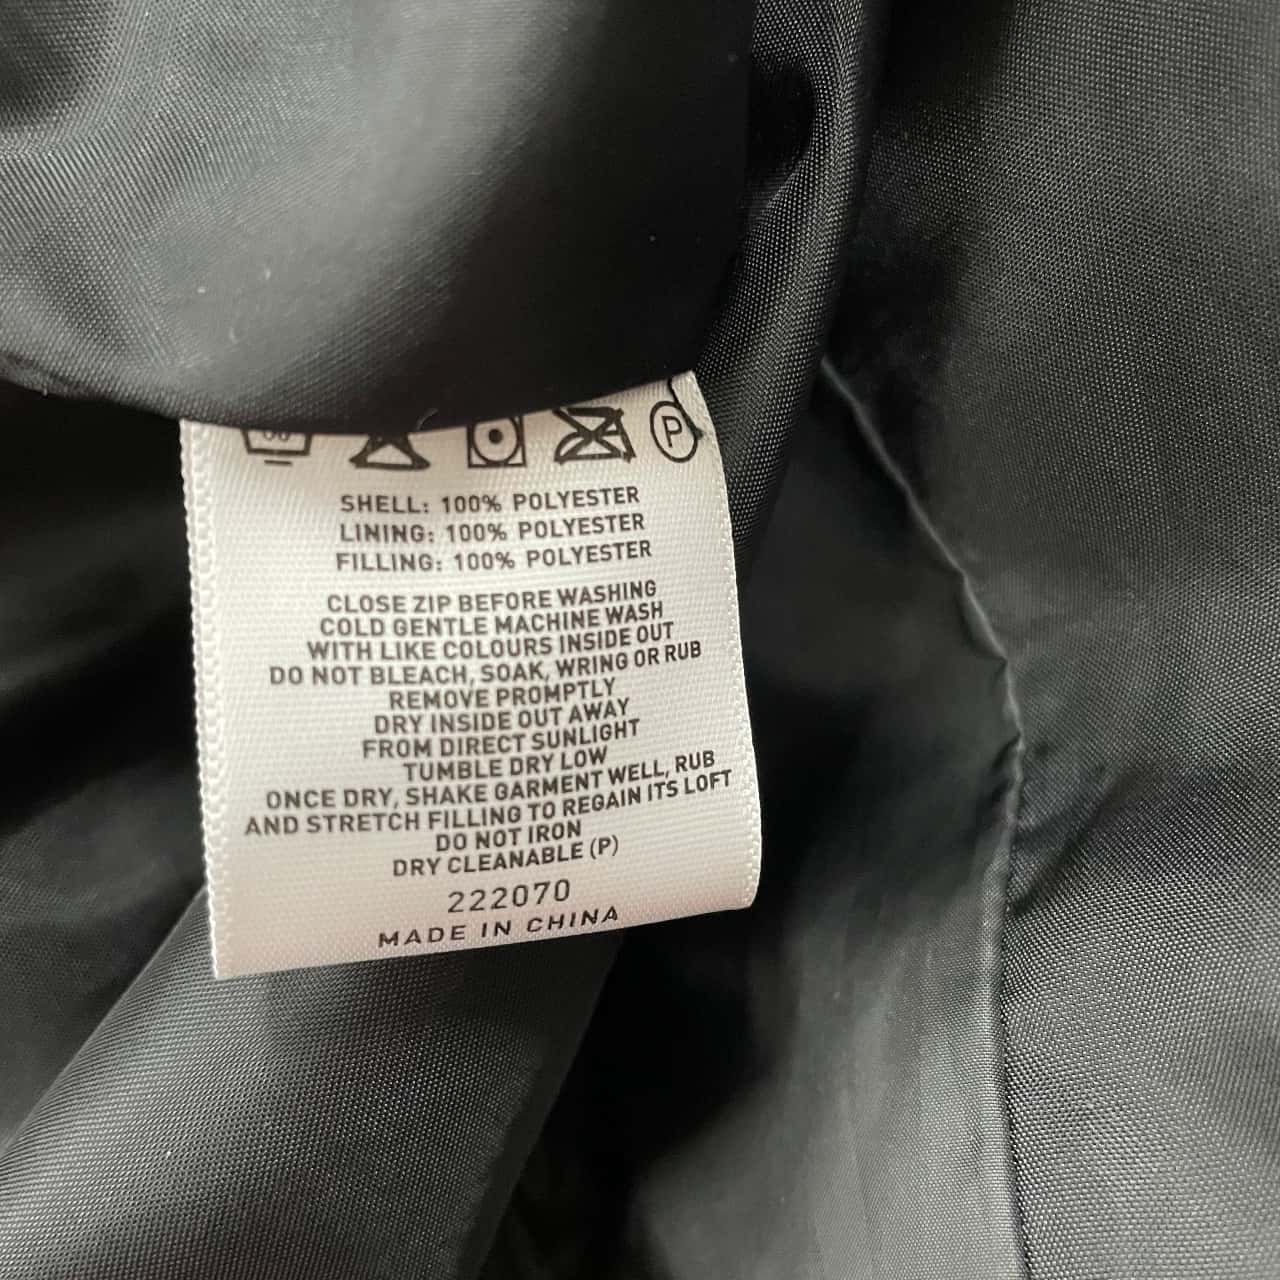 P
SHELL: 100% POLYESTER
LINING: 100% POLYESTER
FILLING: 100% POLYESTER
CLOSE ZIP BEFORE WASHING
COLD GENTLE MACHINE WASH
WITH LIKE COLOURS INSIDE OUT
DO NOT BLEACH, SOAK, WRING OR RUB
REMOVE PROMPTLY
DRY INSIDE OUT AWAY
FROM DIRECT SUNLIGHT
TUMBLE DRY LOW
ONCE DRY, SHAKE GARMENT WELL, RUB
AND STRETCH FILLING TO REGAIN ITS LOFT
DO NOT IRON
DRY CLEANABLE (P)
222070
MADE IN CHINA